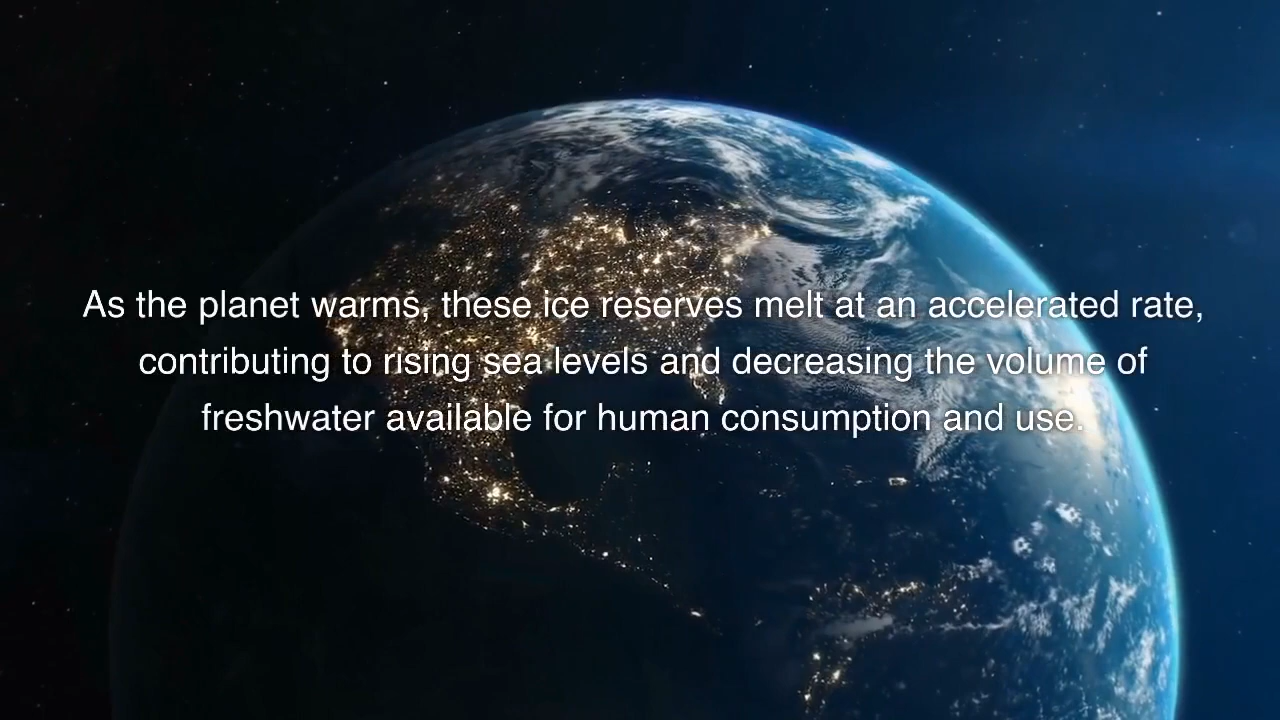 As the planet warms, these ice reserves melt at an accelerated rate,
contributing to rising sea levels and decreasing the volume of
freshwater available for human consumption and use.